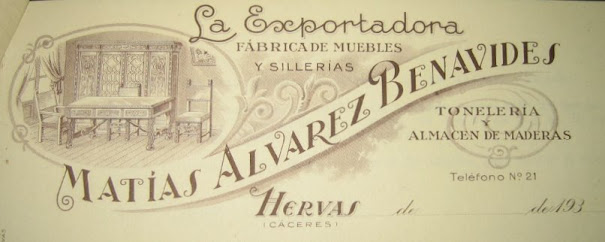 La Exportadora
FÁBRICA DE MUEBLES
Y SILLERÍAS
MATÍAS ALVAREZ BENAVIDES
TONELERÍA
Y
ALMACÉN DE MADERAS
Teléfono Nº 21
HERVAS de de 193
(CÁCERES)